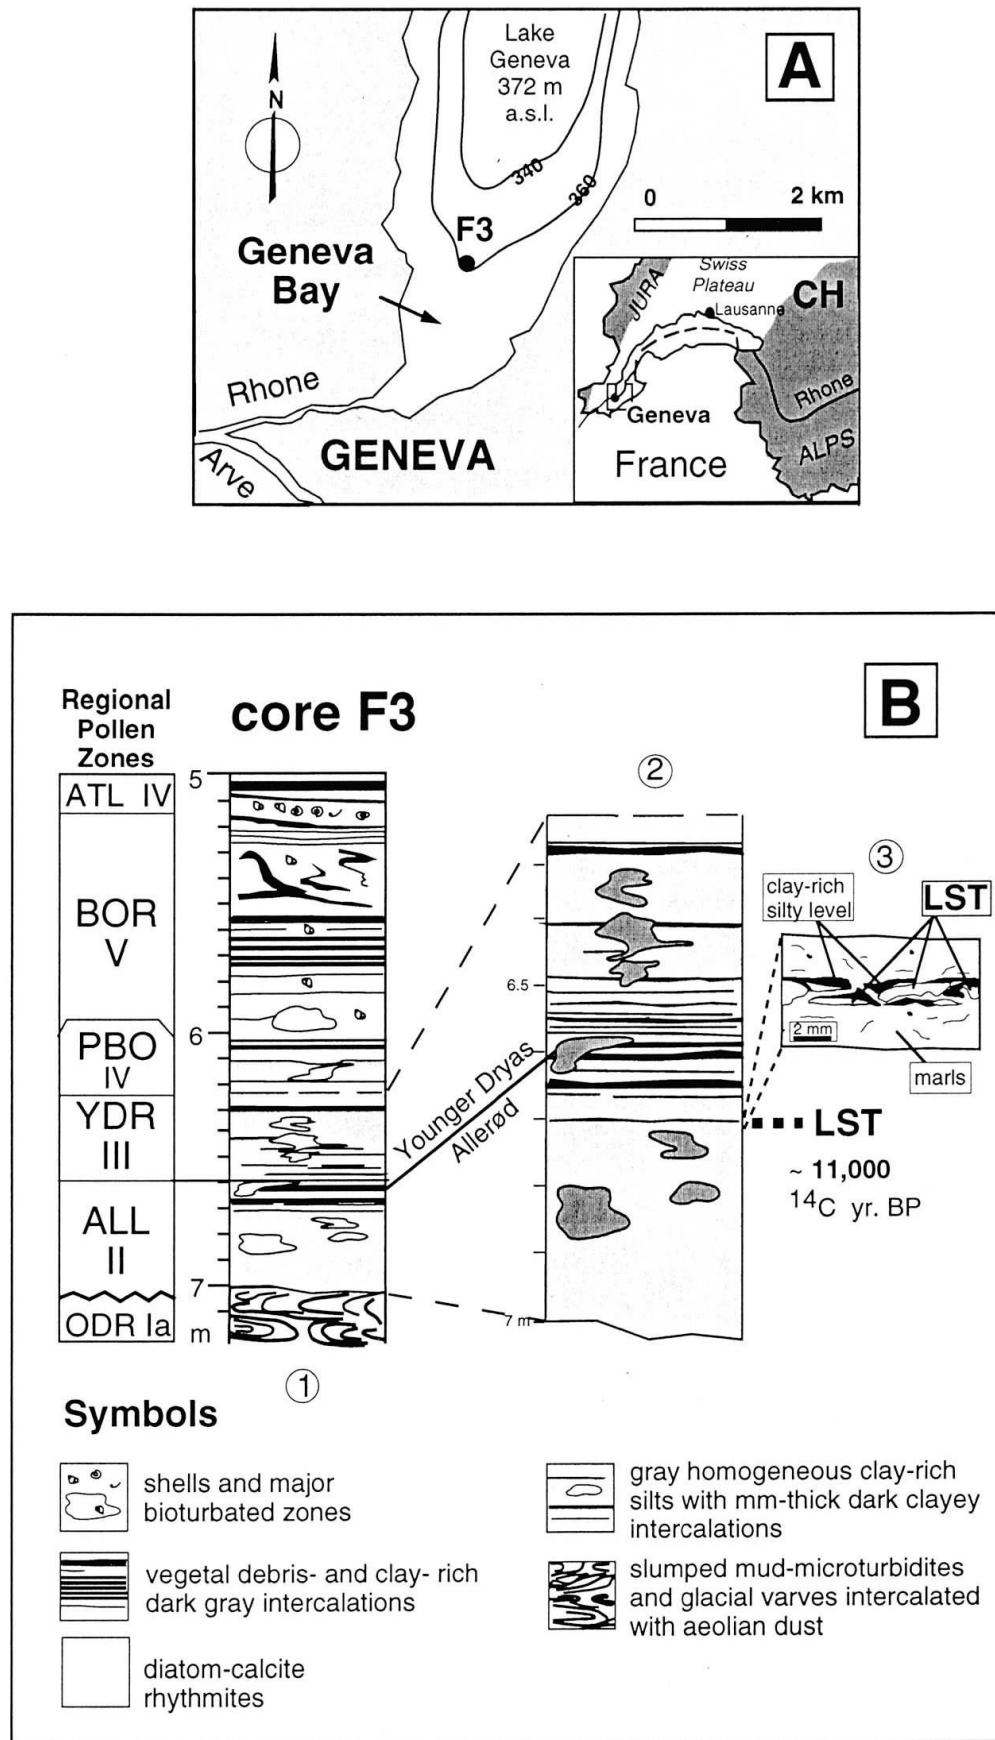 Lake
Geneva
372 m
a.s.l.
A
N
340
360
0 2 km
F3
Geneva
Bay
Rhone
GENEVA
Arve
Swiss
Plateau
CH
JURA
Lausanne
Geneva
Rhone
ALPS
France
B
Regional
Pollen
Zones
core F3
ATL IV
BOR
V
PBO
IV
YDR
III
ALL
II
ODR Ia
5
6
7
m
1
2
6.5
7 m
Younger Dryas
Allerød
3
clay-rich
silty level
LST
2 mm
marls
LST
~ 11,000
14C yr. BP
Symbols
shells and major
bioturbated zones
vegetal debris- and clay- rich
dark gray intercalations
diatom-calcite
rhythmites
gray homogeneous clay-rich
silts with mm-thick dark clayey
intercalations
slumped mud-microturbidites
and glacial varves intercalated
with aeolian dust